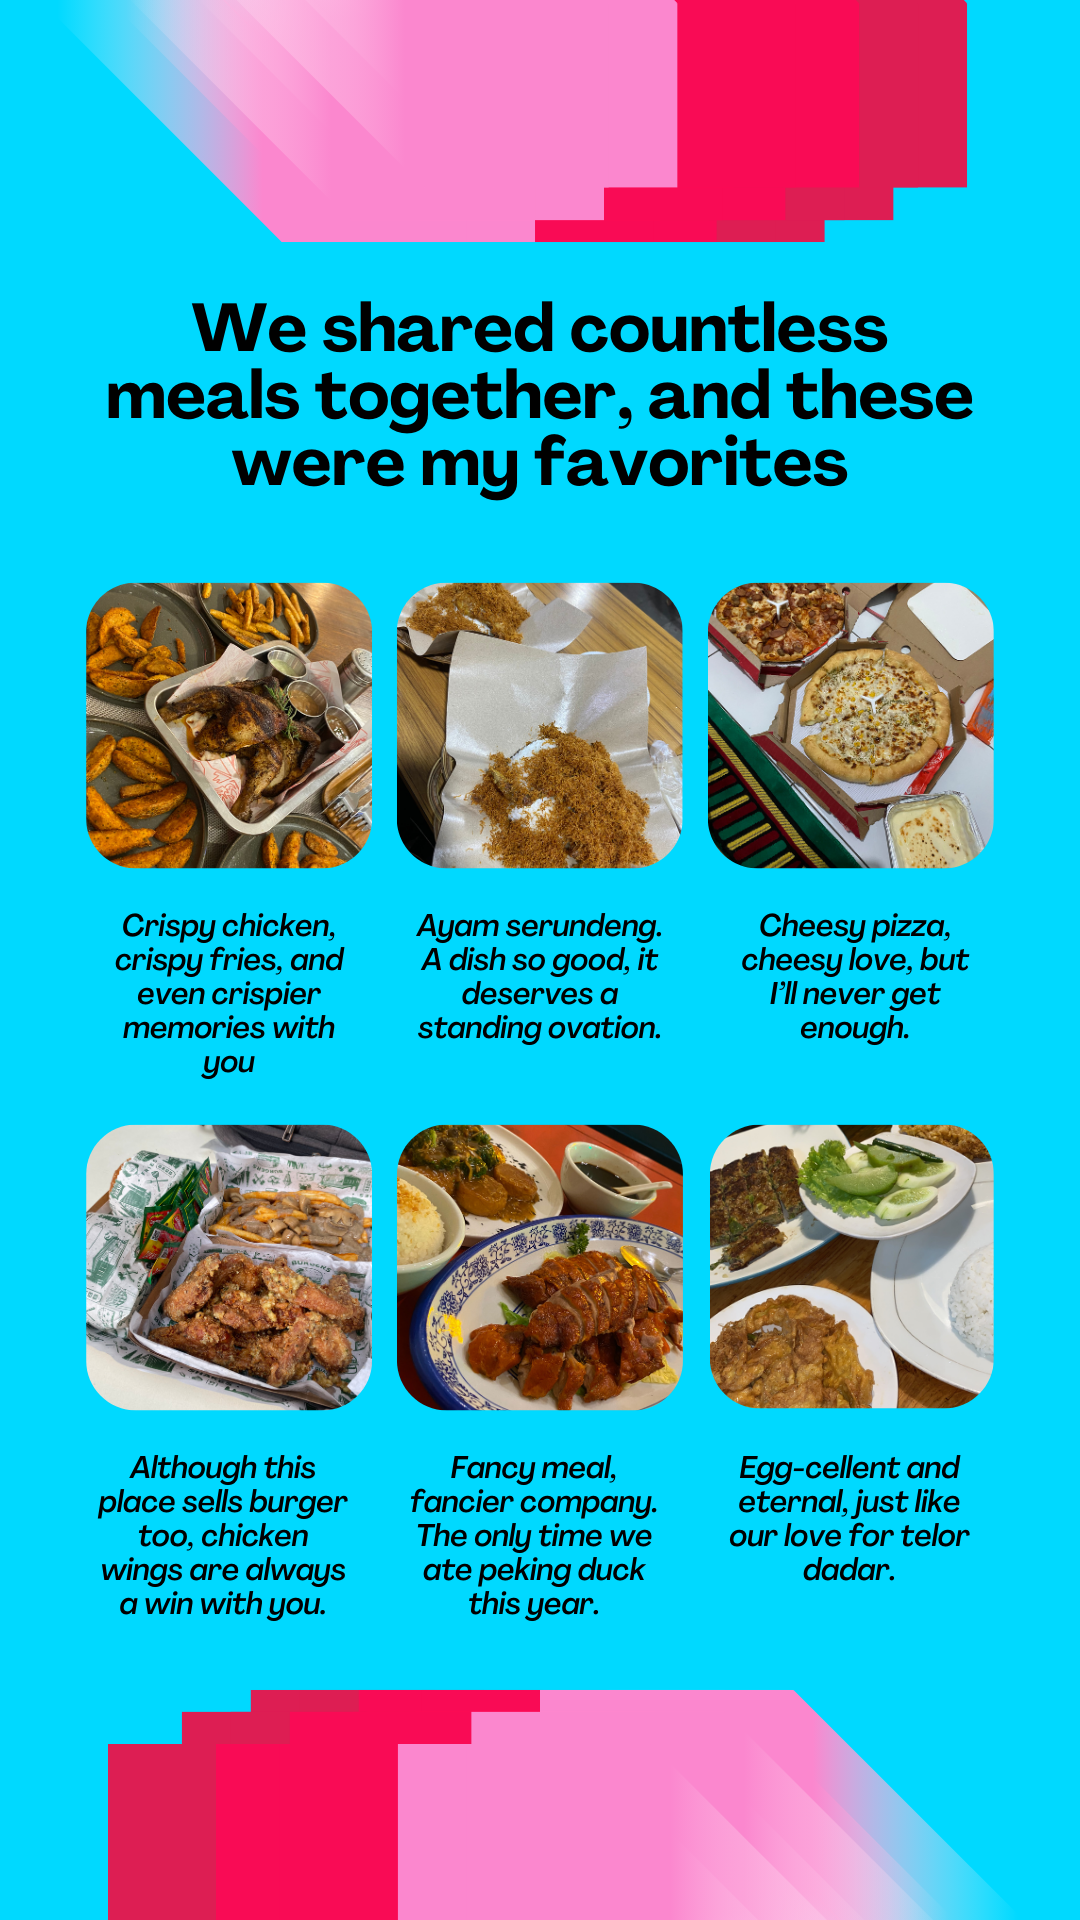 We shared countless
meals together, and these
were my favorites
Crispy chicken,
crispy fries, and
even crispier
memories with
you
Ayam serundeng.
A dish so good, it
deserves a
standing ovation.
Cheesy pizza,
cheesy love, but
I’ll never get
enough.
BURGERS
Although this
place sells burger
too, chicken
wings are always
a win with you.
Fancy meal,
fancier company.
The only time we
ate peking duck
this year.
Egg-cellent and
eternal, just like
our love for telor
dadar.